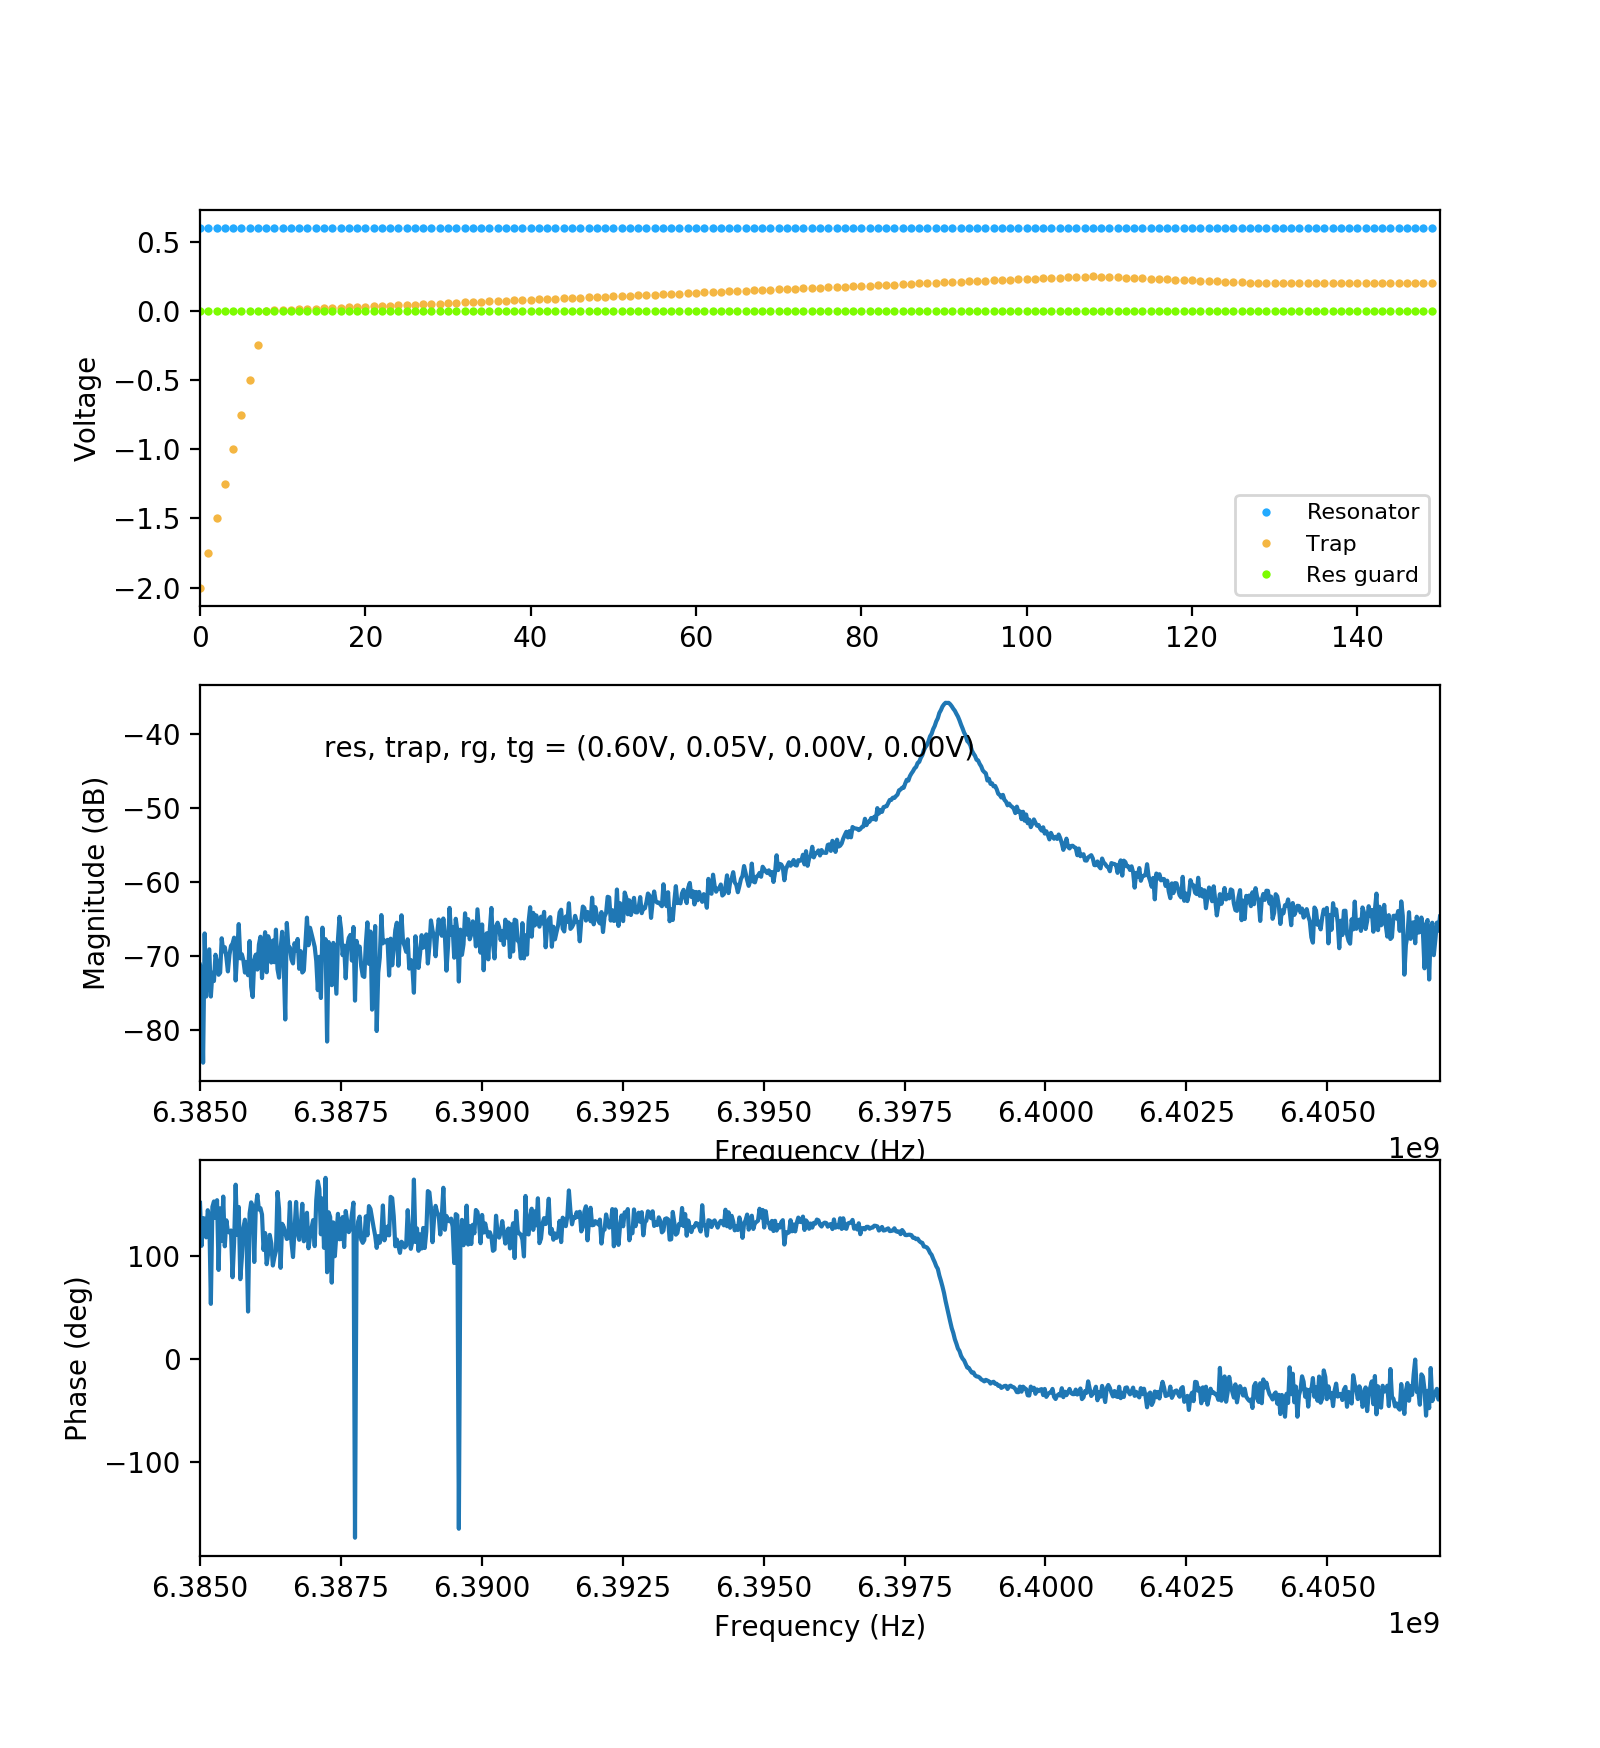 0.5
0.0
−0.5
−1.0
−1.5
−2.0
Voltage
Resonator
Trap
Res guard
0 20 40 60 80 100 120 140
−40
−50
−60
−70
−80
Magnitude (dB)
res, trap, rg, tg = (0.60V, 0.05V, 0.00V, 0.00V)
6.3850 6.3875 6.3900 6.3925 6.3950 6.3975 6.4000 6.4025 6.4050
Frequency (Hz)
1e9
100
0
−100
Phase (deg)
6.3850 6.3875 6.3900 6.3925 6.3950 6.3975 6.4000 6.4025 6.4050
Frequency (Hz)
1e9